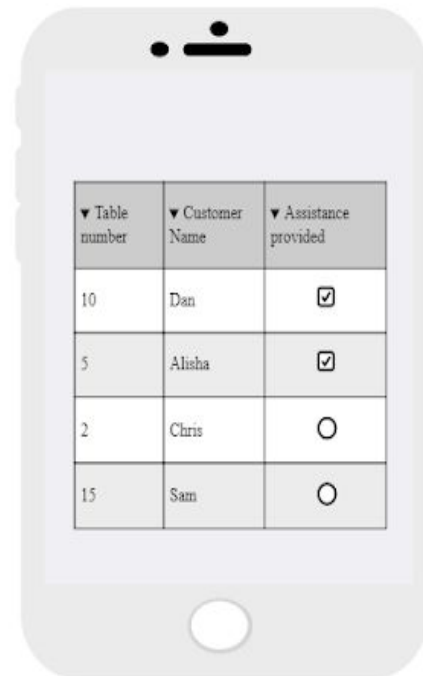 ▼ Table number
▼ Customer Name
▼ Assistance provided
10 Dan
5 Alisha
2 Chris
15 Sam